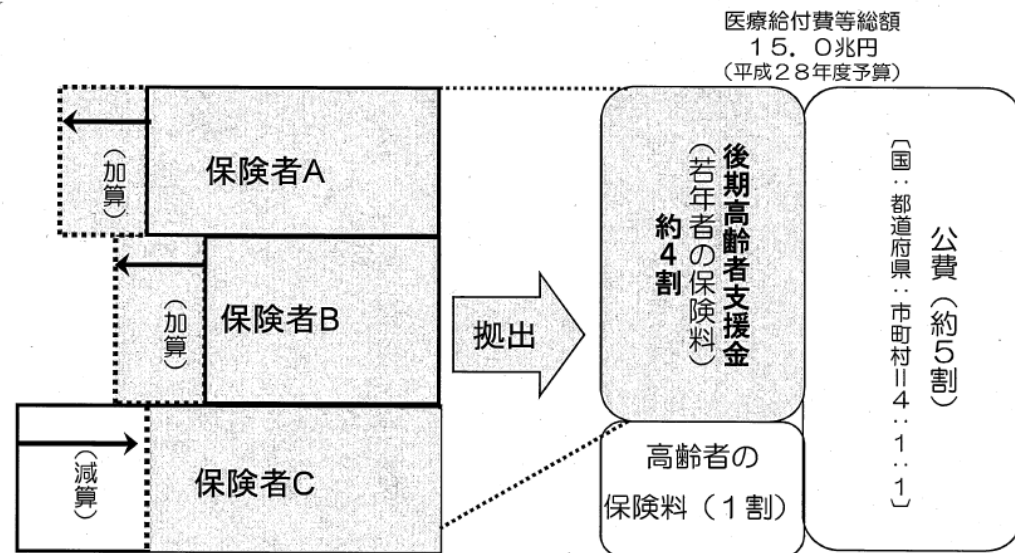 医療給付費等総額
15.0兆円
(平成28年度予算)
保険者A
(加算)
保険者B
(加算)
保険者C
(減算)
拠出
後期高齢者支援金
(若年者の保険料)
約4割
高齢者の
保険料(1割)
公費(約5割)
〔国:都道府県:市町村=4:1:1〕